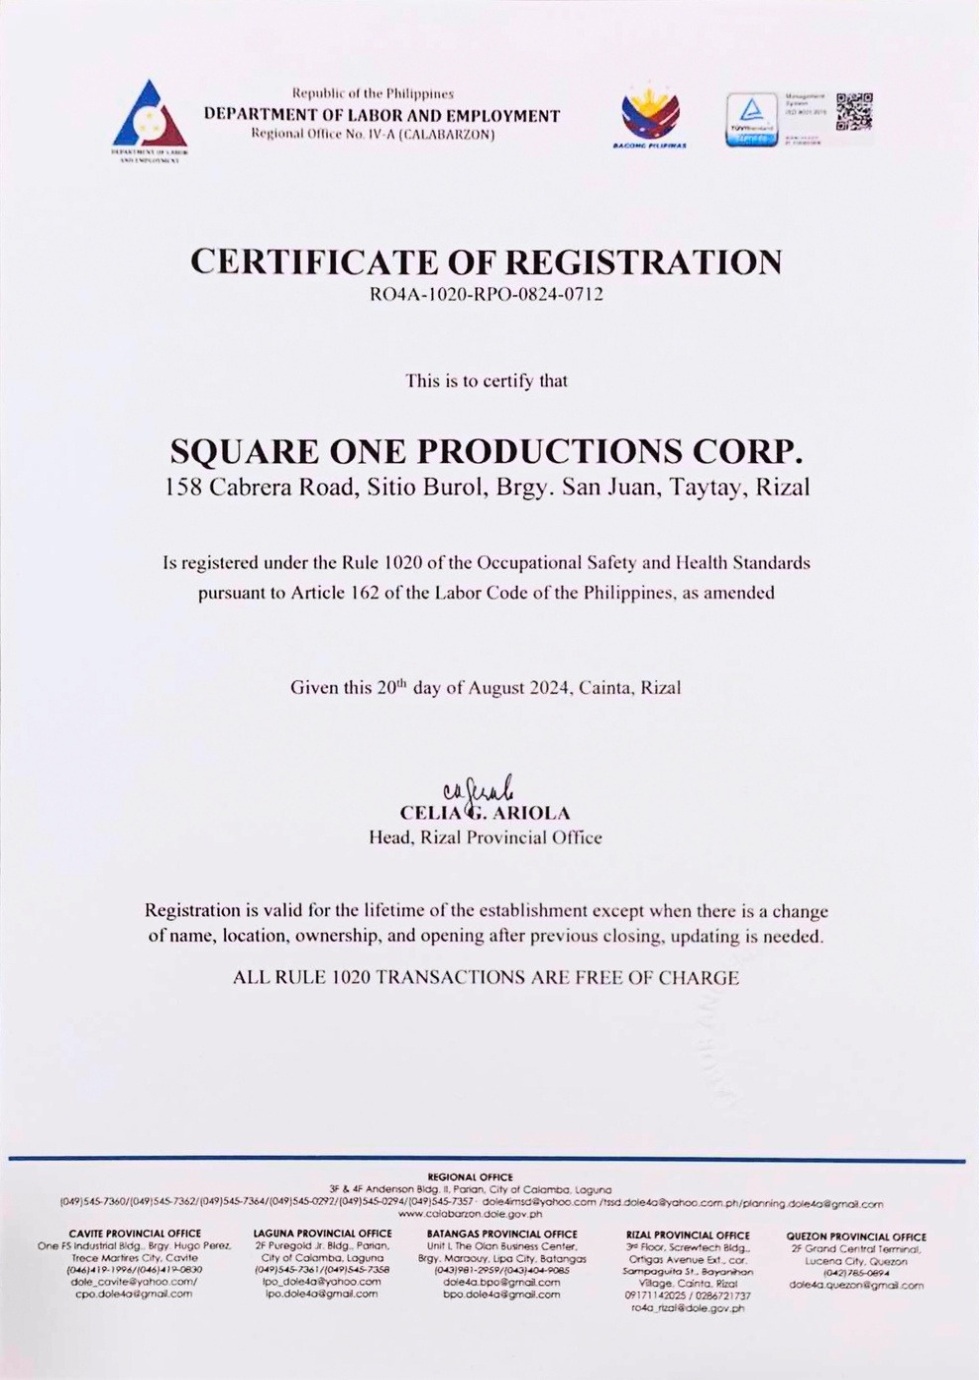 Republic of the Philippines
DEPARTMENT OF LABOR AND EMPLOYMENT
Regional Office No. IV-A (CALABARZON)
DEPARTMENT OF LABOR
AND EMPLOYMENT
BAGONG PILIPINAS
Management
System
ISO 9001:2015
TÜVRheinland
CERTIFIED
CERTIFICATE OF REGISTRATION
RO4A-1020-RPO-0824-0712
This is to certify that
SQUARE ONE PRODUCTIONS CORP.
158 Cabrera Road, Sitio Burol, Brgy. San Juan, Taytay, Rizal
Is registered under the Rule 1020 of the Occupational Safety and Health Standards
pursuant to Article 162 of the Labor Code of the Philippines, as amended
Given this 20th day of August 2024, Cainta, Rizal
CELIA G. ARIOLA
Head, Rizal Provincial Office
Registration is valid for the lifetime of the establishment except when there is a change
of name, location, ownership, and opening after previous closing, updating is needed.
ALL RULE 1020 TRANSACTIONS ARE FREE OF CHARGE
REGIONAL OFFICE
3F & 4F Andenson Bldg. II, Parian, City of Calamba, Laguna
(049)545-7360/(049)545-7362/(049)545-7364/(049)545-0292/(049)545-0294/(049)545-7357· dole4imsd@yahoo.com /tssd.dole4a@yahoo.com.ph/planning.dole4a@gmail.com
www.calabarzon.dole.gov.ph
CAVITE PROVINCIAL OFFICE
One FS Industrial Bldg., Brgy. Hugo Perez,
Trece Martires City, Cavite
(046)419-1996/(046)419-0830
dole_cavite@yahoo.com/
cpo.dole4a@gmail.com
LAGUNA PROVINCIAL OFFICE
2F Puregold Jr. Bldg., Parian,
City of Calamba, Laguna
(049)545-7361/(049)545-7358
lpo_dole4a@yahoo.com
lpo.dole4a@gmail.com
BATANGAS PROVINCIAL OFFICE
Unit I, The Olan Business Center,
Brgy. Maraouy, Lipa City, Batangas
(043)981-2959/(043)404-9085
dole4a.bpo@gmail.com
bpo.dole4a@gmail.com
RIZAL PROVINCIAL OFFICE
3rd Floor, Screwtech Bldg.,
Ortigas Avenue Ext., cor.
Sampaguita St., Bayanihan
Village, Cainta, Rizal
09171142025 / 0286721737
ro4a_rizal@dole.gov.ph
QUEZON PROVINCIAL OFFICE
2F Grand Central Terminal,
Lucena City, Quezon
(042)785-0894
dole4a.quezon@gmail.com